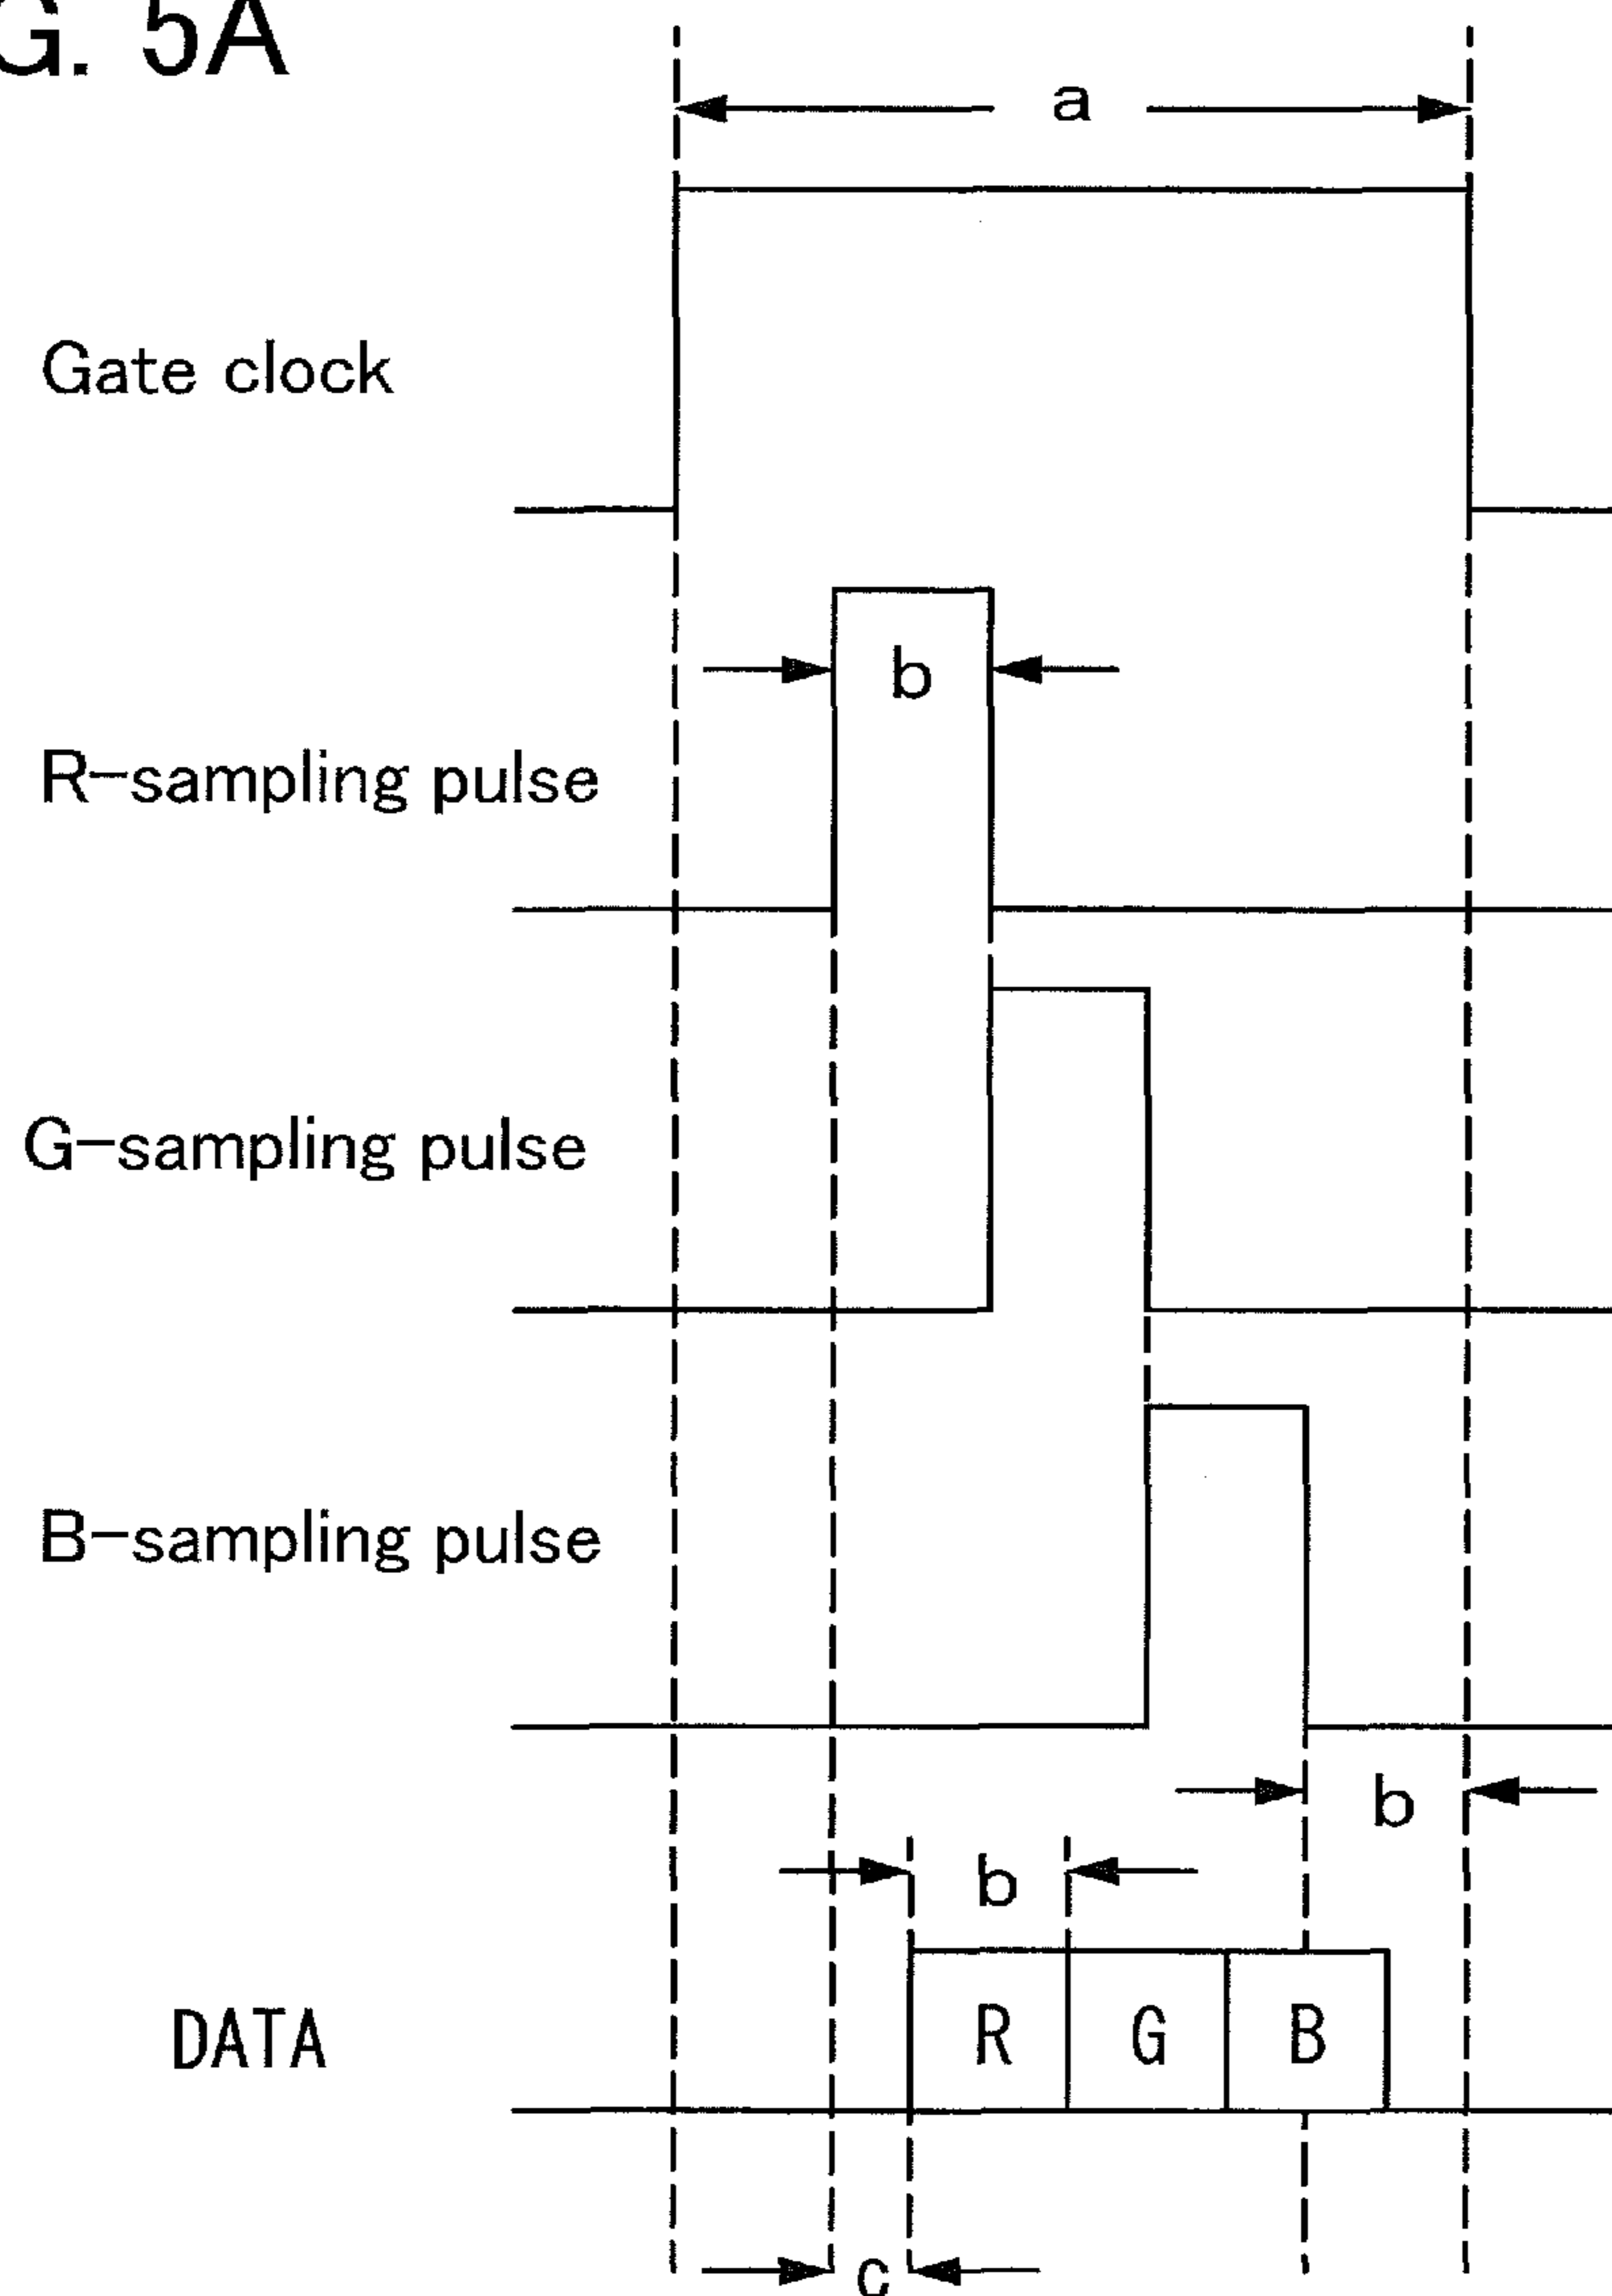 G. 5A
a
Gate clock
b
R-sampling pulse
G-sampling pulse
B-sampling pulse
b
b
DATA
R G B
c